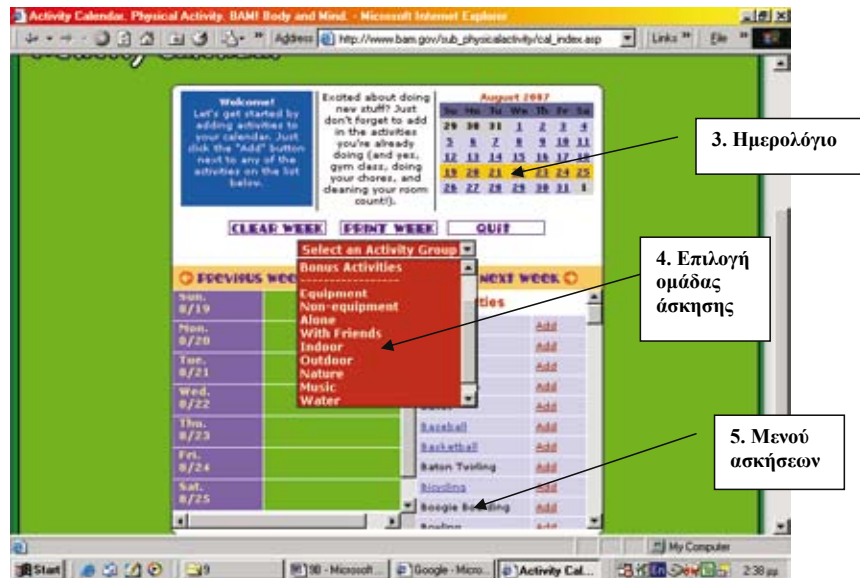 Activity Calendar. Physical Activity. BAM! Body and Mind. - Microsoft Internet Explorer
Address http://www.bam.gov/sub_physicalactivity/cal_index.asp Links
Activity Calendar
Welcome!
Let's get started by
adding activities to
your calendar. Just
click the "Add" button
next to any of the
activities on the list
below.
Excited about doing
new stuff? Just
don't forget to add
in the activities
you're already
doing (and yes,
gym class, doing
your chores, and
cleaning your room
count!).
August 2007
Su Mo Tu We Th Fr Sa
29 30 31 1 2 3 4
5 6 7 8 9 10 11
12 13 14 15 16 17 18
19 20 21 23 24 25
26 27 28 29 30 31 1
3. Ημερολόγιο
CLEAR WEEK PRINT WEEK QUIT
Select an Activity Group
Bonus Activities
------------------
Equipment
Non-equipment
Alone
With Friends
Indoor
Outdoor
Nature
Music
Water
4. Επιλογή
ομάδας
άσκησης
PREVIOUS WEE
NEXT WEEK
ties
Sun.
8/19
Mon.
8/20
Tue.
8/21
Wed.
8/22
Thu.
8/23
Fri.
8/24
Sat.
8/25
Add
Add
Add
Add
Add
Baseball Add
Basketball Add
Baton Twirling Add
Bicycling Add
Boogie Boarding Add
Bowling Add
5. Μενού
ασκήσεων
My Computer
Start 9 9B - Microsoft ... Google - Micro... Activity Cal... 2:38 μμ